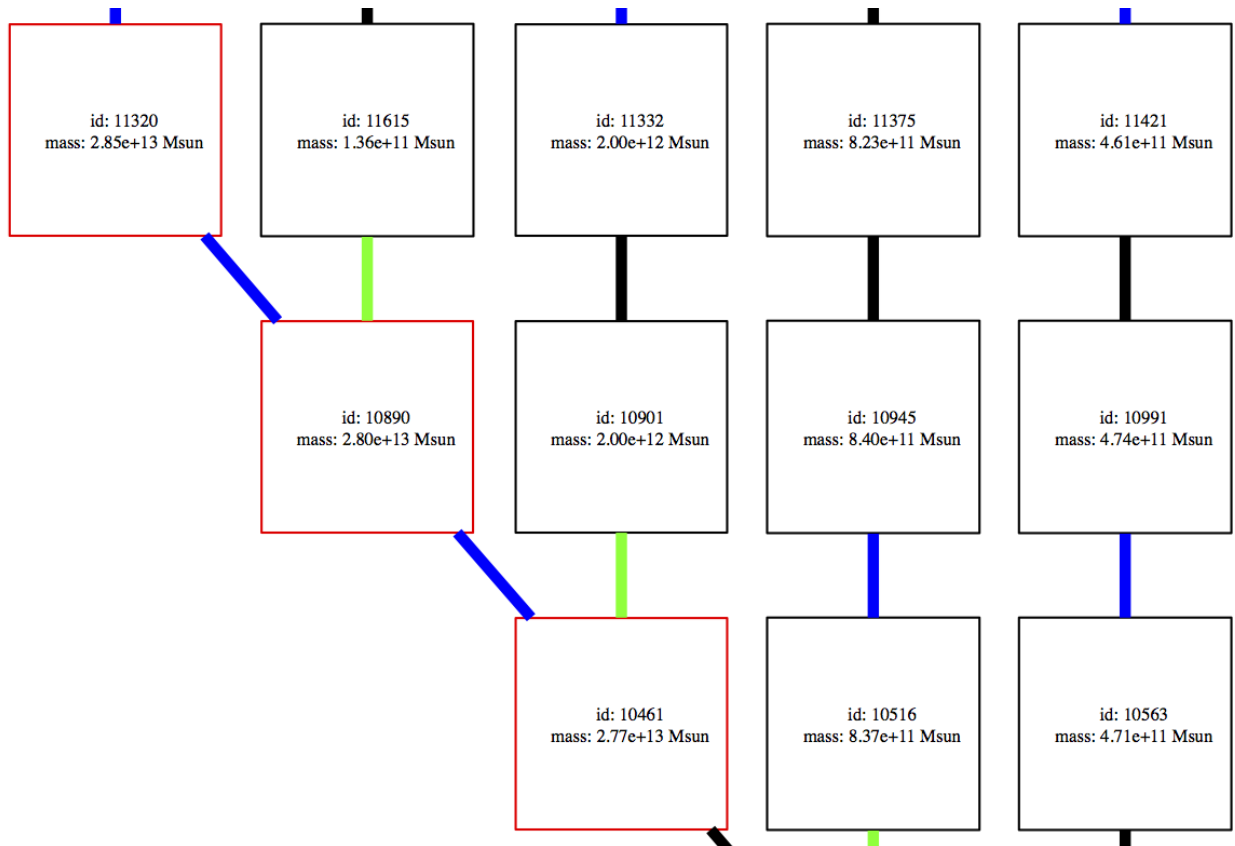 id: 11320
mass: 2.85e+13 Msun
id: 11615
mass: 1.36e+11 Msun
id: 11332
mass: 2.00e+12 Msun
id: 11375
mass: 8.23e+11 Msun
id: 11421
mass: 4.61e+11 Msun
id: 10890
mass: 2.80e+13 Msun
id: 10901
mass: 2.00e+12 Msun
id: 10945
mass: 8.40e+11 Msun
id: 10991
mass: 4.74e+11 Msun
id: 10461
mass: 2.77e+13 Msun
id: 10516
mass: 8.37e+11 Msun
id: 10563
mass: 4.71e+11 Msun